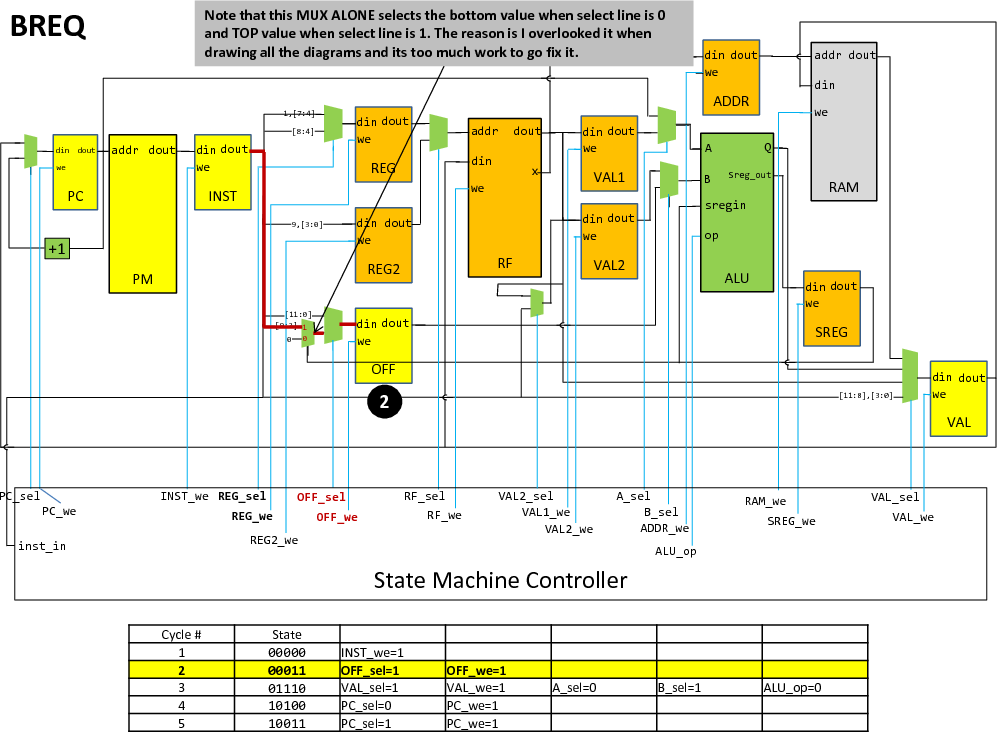 BREQ
Note that this MUX ALONE selects the bottom value when select line is 0
and TOP value when select line is 1. The reason is I overlooked it when
drawing all the diagrams and its too much work to go fix it.
din dout
we
ADDR
addr dout
din
we
RAM
1,[7:4]
[8:4]
din dout
we
REG
addr dout
din
we
x
RF
din dout
we
VAL1
A
B
sregin
op
Q
Sreg_out
ALU
din dout
we
PC
addr dout
PM
din dout
we
INST
+1
9,[3:0]
din dout
we
REG2
din dout
we
VAL2
[11:0]
1
0
0
din dout
we
OFF
2
din dout
we
SREG
din dout
we
VAL
[11:8],[3:0]
PC_sel
PC_we
INST_we
REG_sel
REG_we
REG2_we
OFF_sel
OFF_we
RF_sel
RF_we
VAL2_sel
VAL1_we
VAL2_we
A_sel
B_sel
ADDR_we
ALU_op
RAM_we
SREG_we
VAL_sel
VAL_we
inst_in
State Machine Controller
Cycle # State
1 00000 INST_we=1
2 00011 OFF_sel=1 OFF_we=1
3 01110 VAL_sel=1 VAL_we=1 A_sel=0 B_sel=1 ALU_op=0
4 10100 PC_sel=0 PC_we=1
5 10011 PC_sel=1 PC_we=1